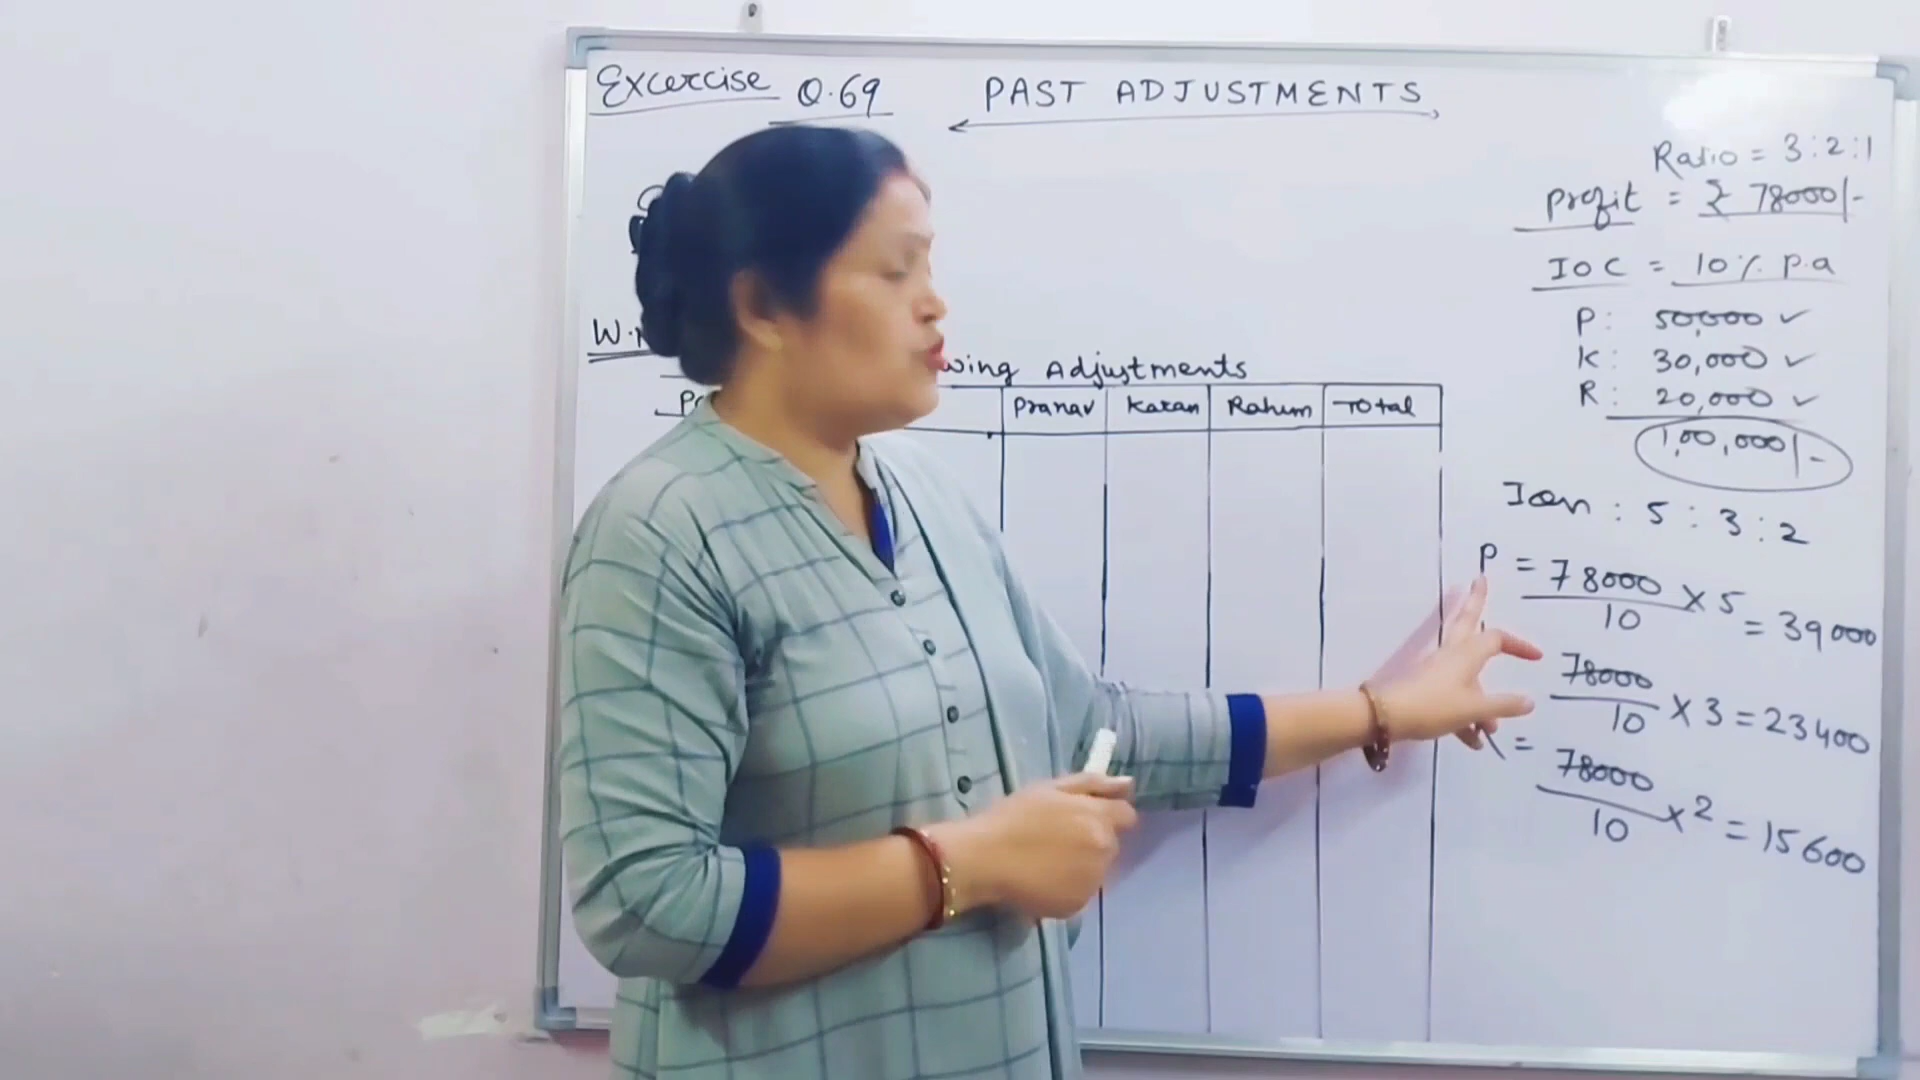 Excercise Q.69
PAST ADJUSTMENTS
Ratio = 3:2:1
Profit = ₹ 78000/-
IOC = 10% p.a
P: 50,000 ✓
K: 30,000 ✓
R: 20,000 ✓
1,00,000/-
Adjustments
Pranav Karan Rahim Total
: 5 : 3 : 2
P = 78000/10 × 5 = 39000
78000/10 × 3 = 23400
= 78000/10 × 2 = 15600